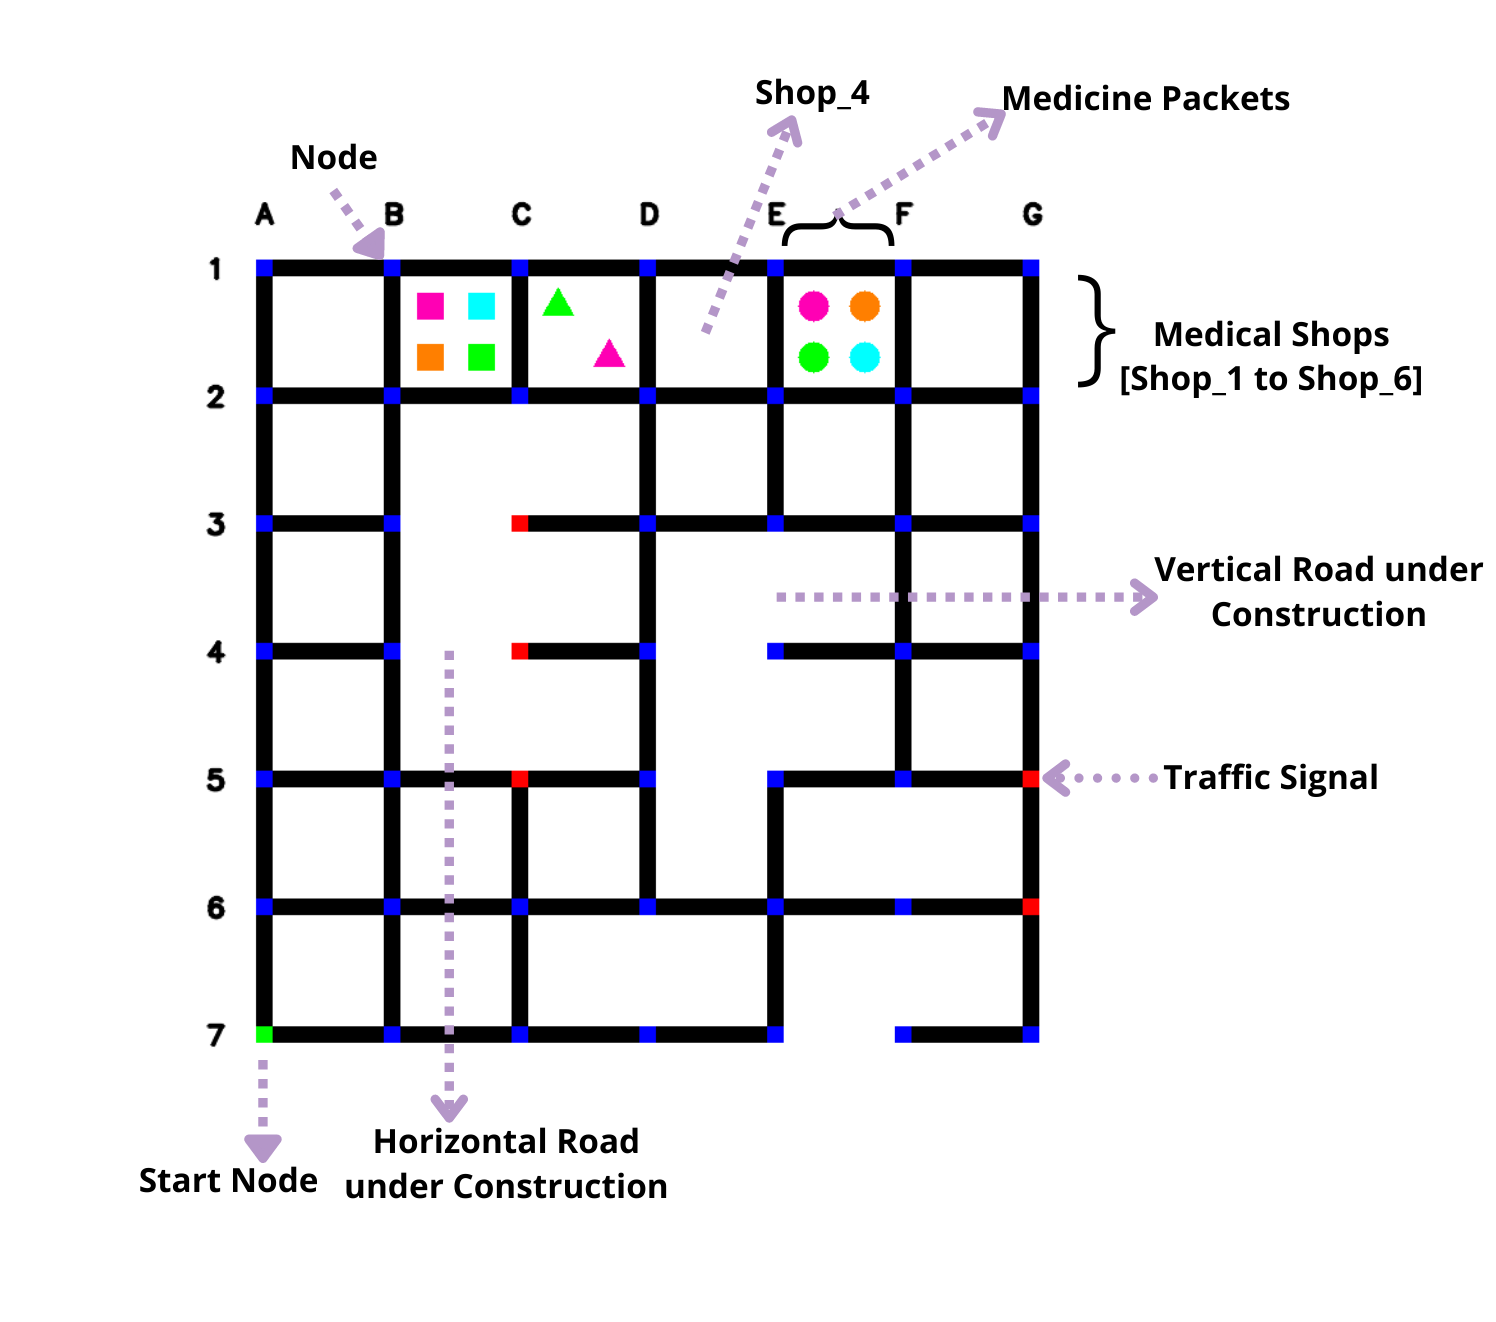 Shop_4
Medicine Packets
Node
A B C D E F G
1
Medical Shops
[Shop_1 to Shop_6]
2
3
Vertical Road under
Construction
4
5
Traffic Signal
6
7
Horizontal Road
under Construction
Start Node